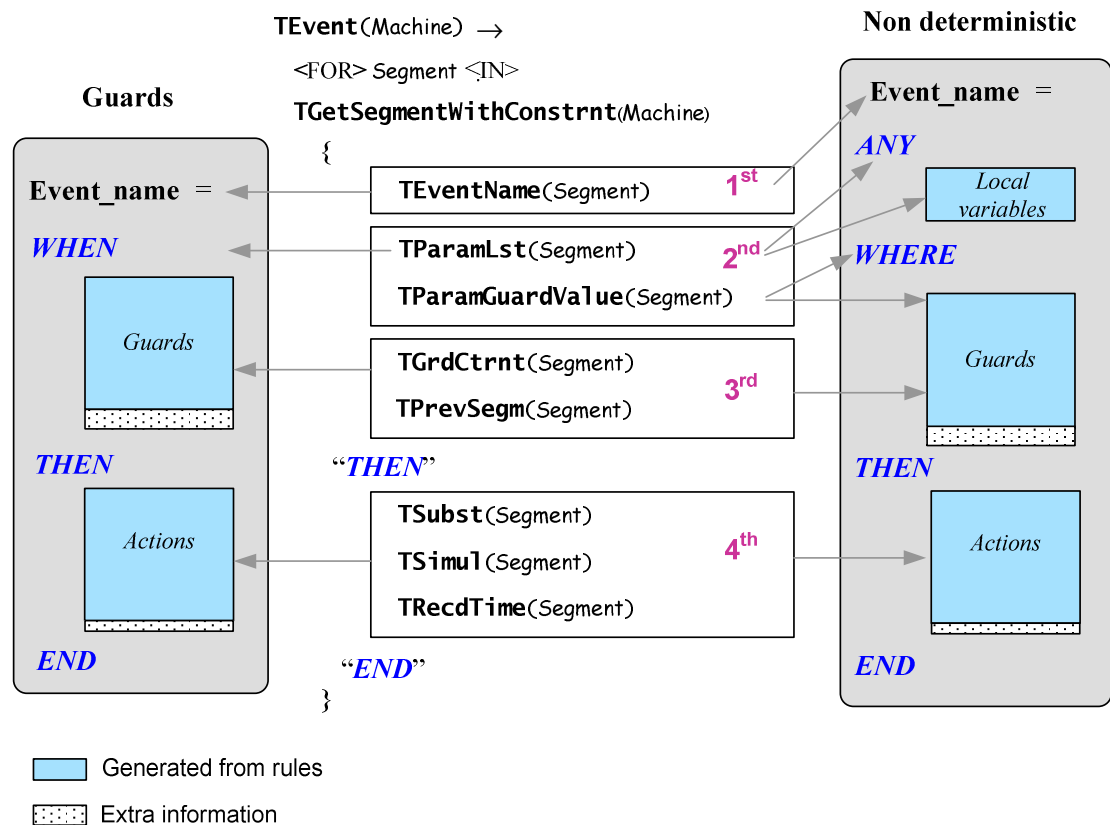 TEvent(Machine) →
<FOR> Segment <IN>
TGetSegmentWithConstrnt(Machine)
{
Guards
Event_name =
WHEN
Guards
THEN
Actions
END
TEventName(Segment) 1st
TParamLst(Segment) 2nd
TParamGuardValue(Segment)
TGrdCtrnt(Segment) 3rd
TPrevSegm(Segment)
“THEN”
TSubst(Segment)
TSimul(Segment) 4th
TRecdTime(Segment)
“END”
}
Non deterministic
Event_name =
ANY
Local
variables
WHERE
Guards
THEN
Actions
END
Generated from rules
Extra information